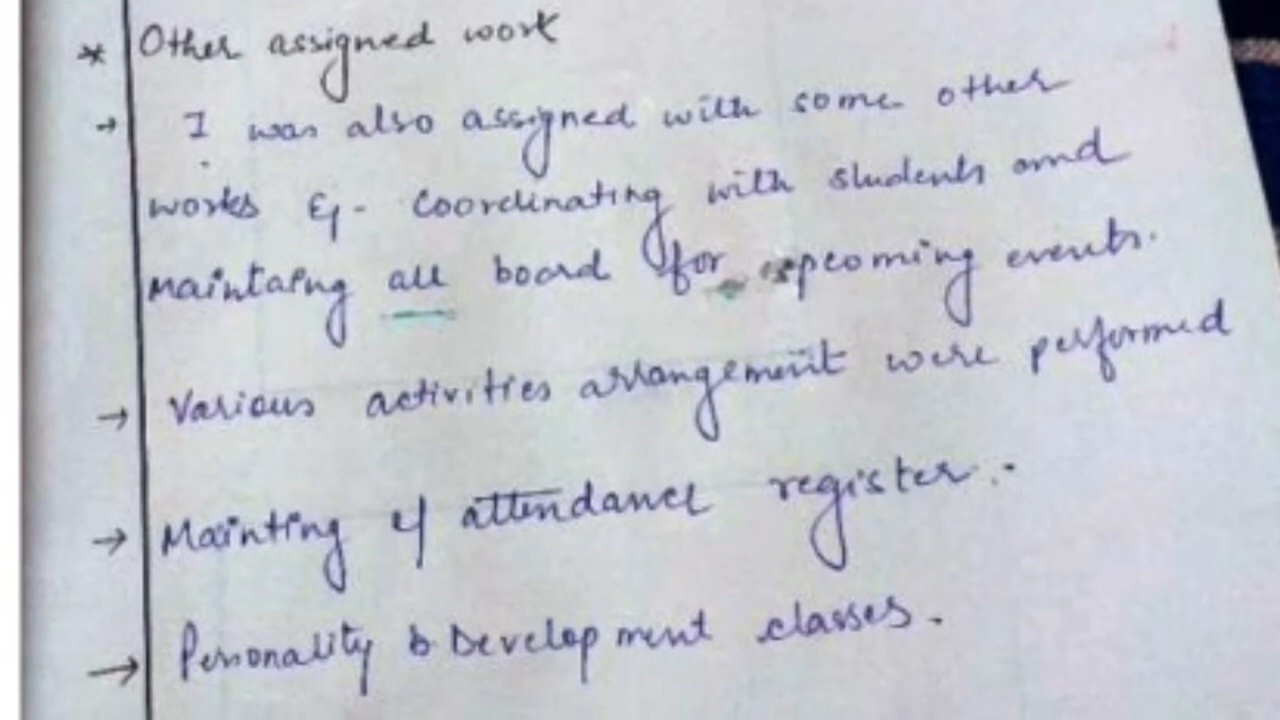 * Other assigned work
→ I was also assigned with some other
works Eg. - Coordinating with students and
maintaing all board for upcoming events.
→ Various activities arrangement were performed
→ Mainting of attendance register.
→ Personality & Development classes.